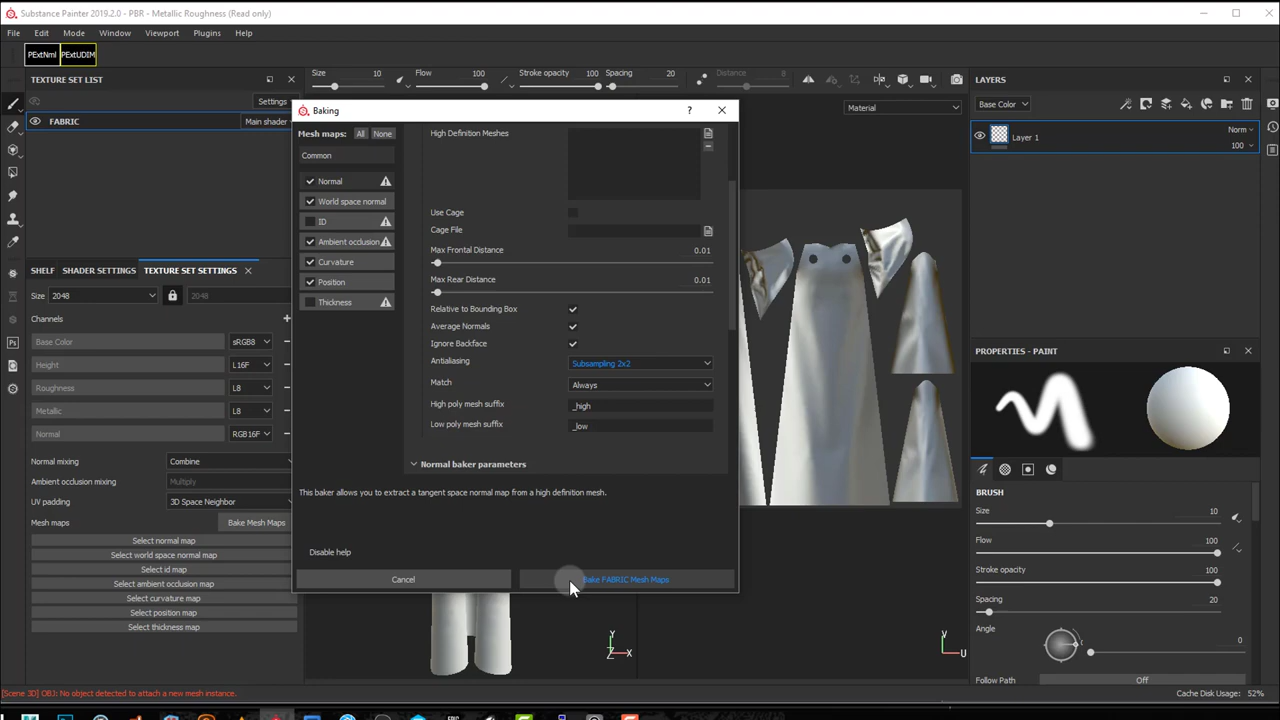 Substance Painter 2019.2.0 - PBR - Metallic Roughness (Read only)
File Edit Mode Window Viewport Plugins Help
PExtNml PExtUDIM
TEXTURE SET LIST
Settings
FABRIC Main shader
SHELF SHADER SETTINGS TEXTURE SET SETTINGS
Size 2048 2048
Channels
Base Color sRGB8
Height L16F
Roughness L8
Metallic L8
Normal RGB16F
Normal mixing Combine
Ambient occlusion mixing Multiply
UV padding 3D Space Neighbor
Mesh maps Bake Mesh Maps
Select normal map
Select world space normal map
Select id map
Select ambient occlusion map
Select curvature map
Select position map
Select thickness map
[Scene 3D] OBJ: No object detected to attach a new mesh instance.
Size 10 Flow 100 Stroke opacity 100 Spacing 20 Distance 8
Material
Baking
Mesh maps: All None
Common
Normal
World space normal
ID
Ambient occlusion
Curvature
Position
Thickness
High Definition Meshes
Use Cage
Cage File
Max Frontal Distance 0.01
Max Rear Distance 0.01
Relative to Bounding Box
Average Normals
Ignore Backface
Antialiasing Subsampling 2x2
Match Always
High poly mesh suffix _high
Low poly mesh suffix _low
Normal baker parameters
This baker allows you to extract a tangent space normal map from a high definition mesh.
Disable help
Cancel Bake FABRIC Mesh Maps
Y
Z X
V
U
LAYERS
Base Color
Layer 1 Norm
100
PROPERTIES - PAINT
BRUSH
Size 10
Flow 100
Stroke opacity 100
Spacing 20
Angle 0
Follow Path Off
Cache Disk Usage: 52%